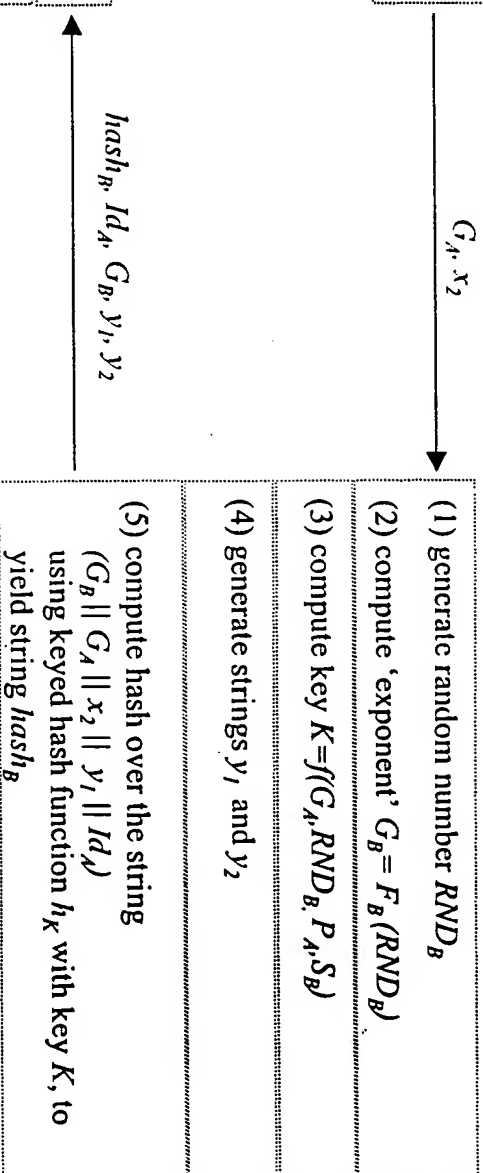 G_A, x_2
(1) generate random number RND_B
(2) compute ‘exponent’ G_B= F_B (RND_B)
(3) compute key K=f(G_A, RND_B, P_A, S_B)
(4) generate strings y_1 and y_2
(5) compute hash over the string
(G_B || G_A || x_2 || y_1 || Id_A)
using keyed hash function h_K with key K, to
yield string hash_B
hash_B, Id_A, G_B, y_1, y_2